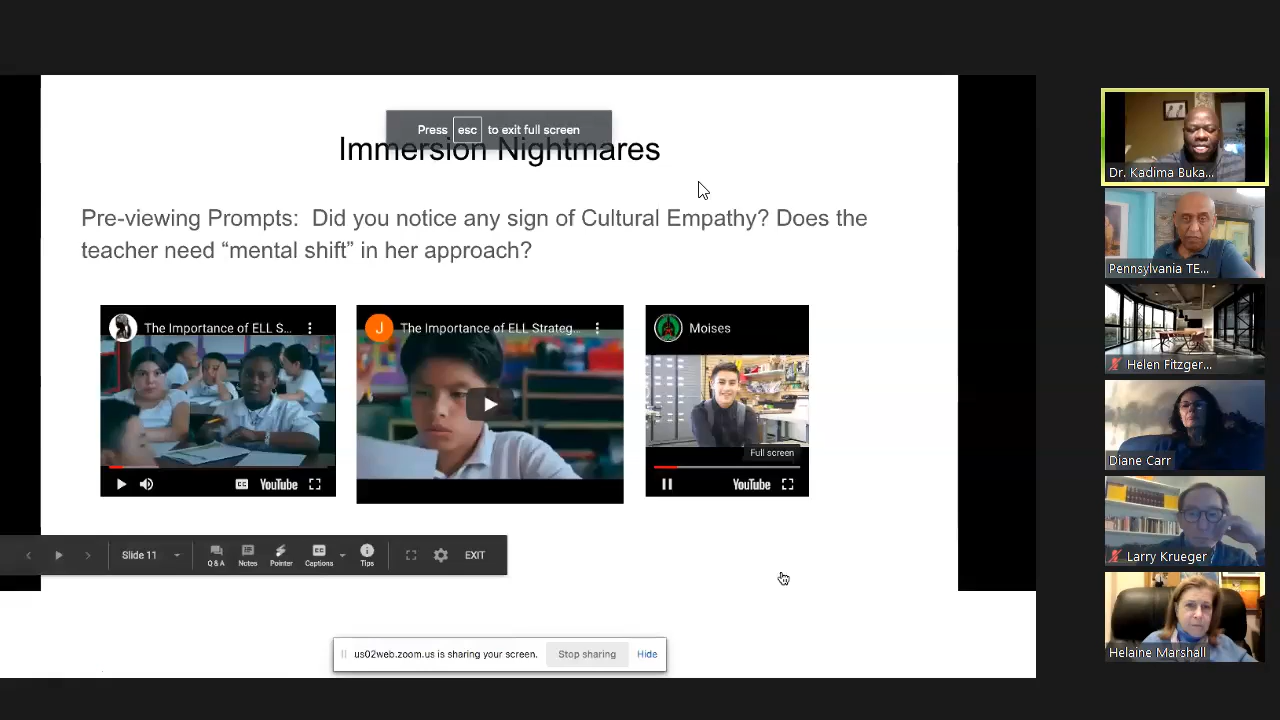 Press esc to exit full screen
Immersion Nightmares
Pre-viewing Prompts: Did you notice any sign of Cultural Empathy? Does the
teacher need “mental shift” in her approach?
The Importance of ELL S...
YouTube
J
The Importance of ELL Strateg...
Moises
Full screen
YouTube
Slide 11
Q & A
Notes
Pointer
CC
Captions
Tips
EXIT
us02web.zoom.us is sharing your screen.
Stop sharing
Hide
Dr. Kadima Buka...
Pennsylvania TE...
Helen Fitzger...
Diane Carr
Larry Krueger
Helaine Marshall